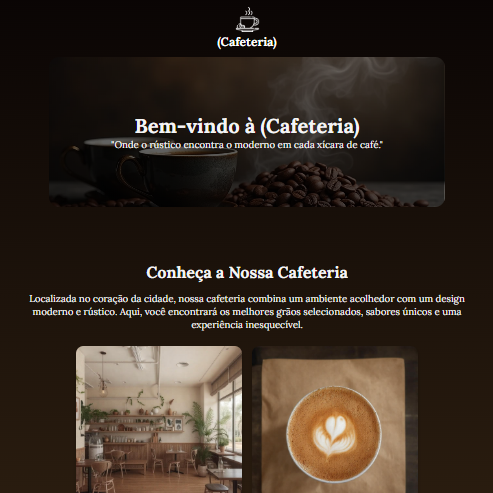 (Cafeteria)
Bem-vindo à (Cafeteria)
"Onde o rústico encontra o moderno em cada xícara de café."
Conheça a Nossa Cafeteria
Localizada no coração da cidade, nossa cafeteria combina um ambiente acolhedor com um design
moderno e rústico. Aqui, você encontrará os melhores grãos selecionados, sabores únicos e uma
experiência inesquecível.